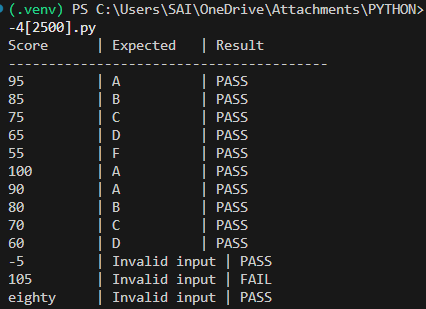 (.venv) PS C:\Users\SAI\OneDrive\Attachments\PYTHON>
-4[2500].py
Score | Expected | Result
----------------------------------------
95 | A | PASS
85 | B | PASS
75 | C | PASS
65 | D | PASS
55 | F | PASS
100 | A | PASS
90 | A | PASS
80 | B | PASS
70 | C | PASS
60 | D | PASS
-5 | Invalid input | PASS
105 | Invalid input | FAIL
eighty | Invalid input | PASS